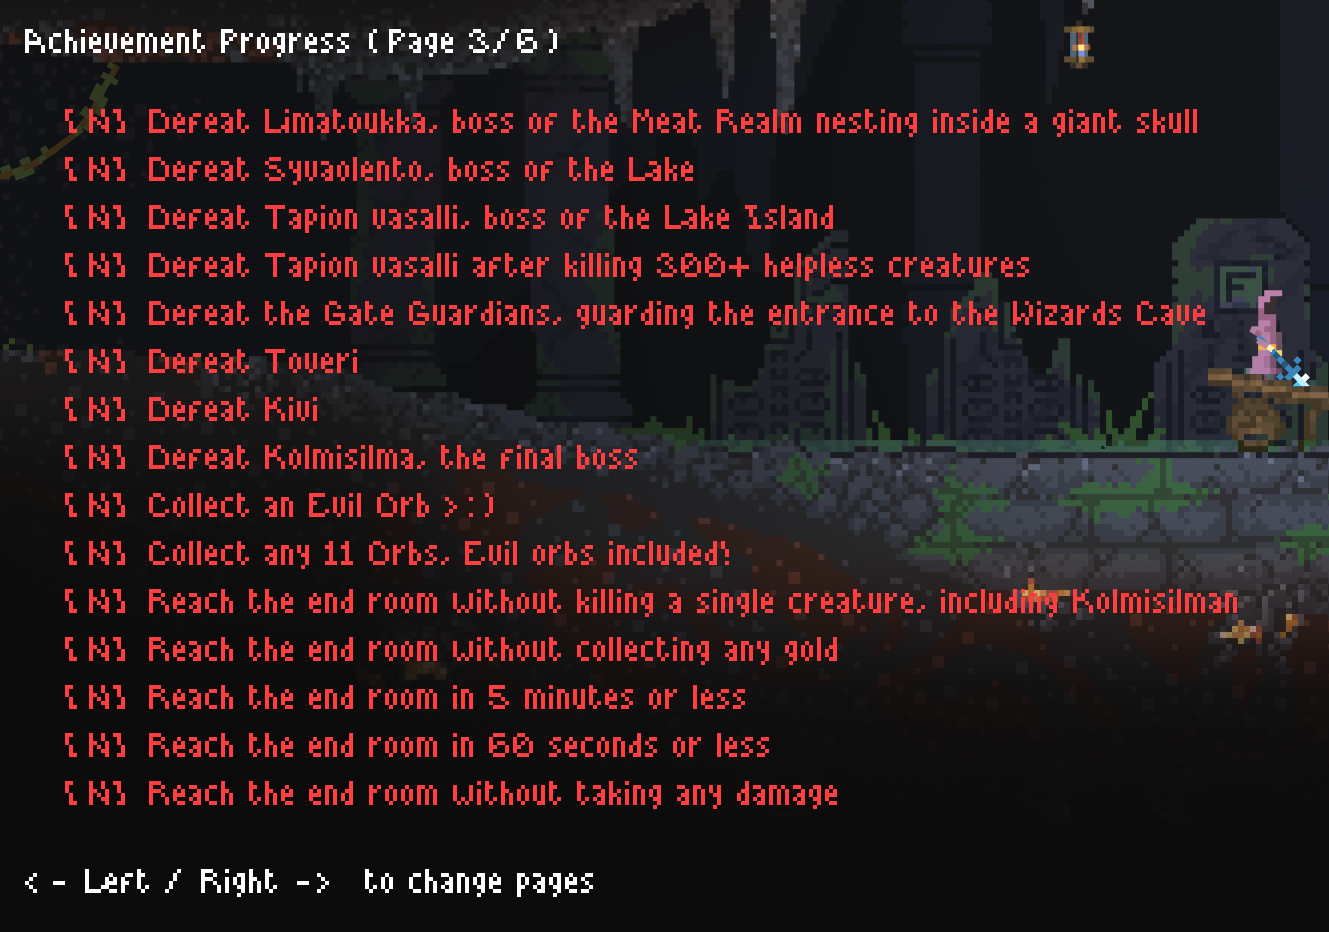 Achievement Progress (Page 3/6)
[N] Defeat Limatoukka, boss of the Meat Realm nesting inside a giant skull
[N] Defeat Syvaolento, boss of the Lake
[N] Defeat Tapion vasalli, boss of the Lake Island
[N] Defeat Tapion vasalli after killing 300+ helpless creatures
[N] Defeat the Gate Guardians, guarding the entrance to the Wizards Cave
[N] Defeat Toveri
[N] Defeat Kivi
[N] Defeat Kolmisilma, the final boss
[N] Collect an Evil Orb >:)
[N] Collect any 11 Orbs, Evil orbs included!
[N] Reach the end room without killing a single creature, including Kolmisilman
[N] Reach the end room without collecting any gold
[N] Reach the end room in 5 minutes or less
[N] Reach the end room in 60 seconds or less
[N] Reach the end room without taking any damage
<- Left / Right -> to change pages